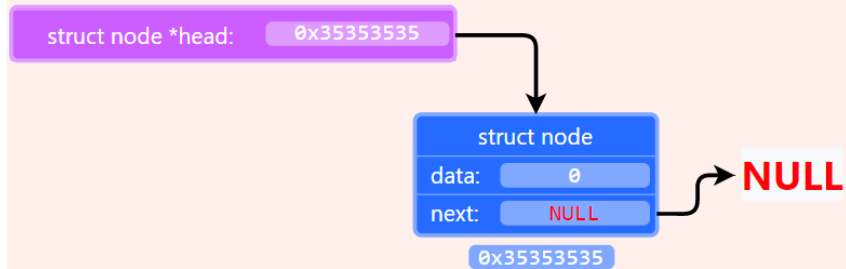 struct node *head: 0x35353535
struct node
data: 0
next: NULL
NULL
0x35353535